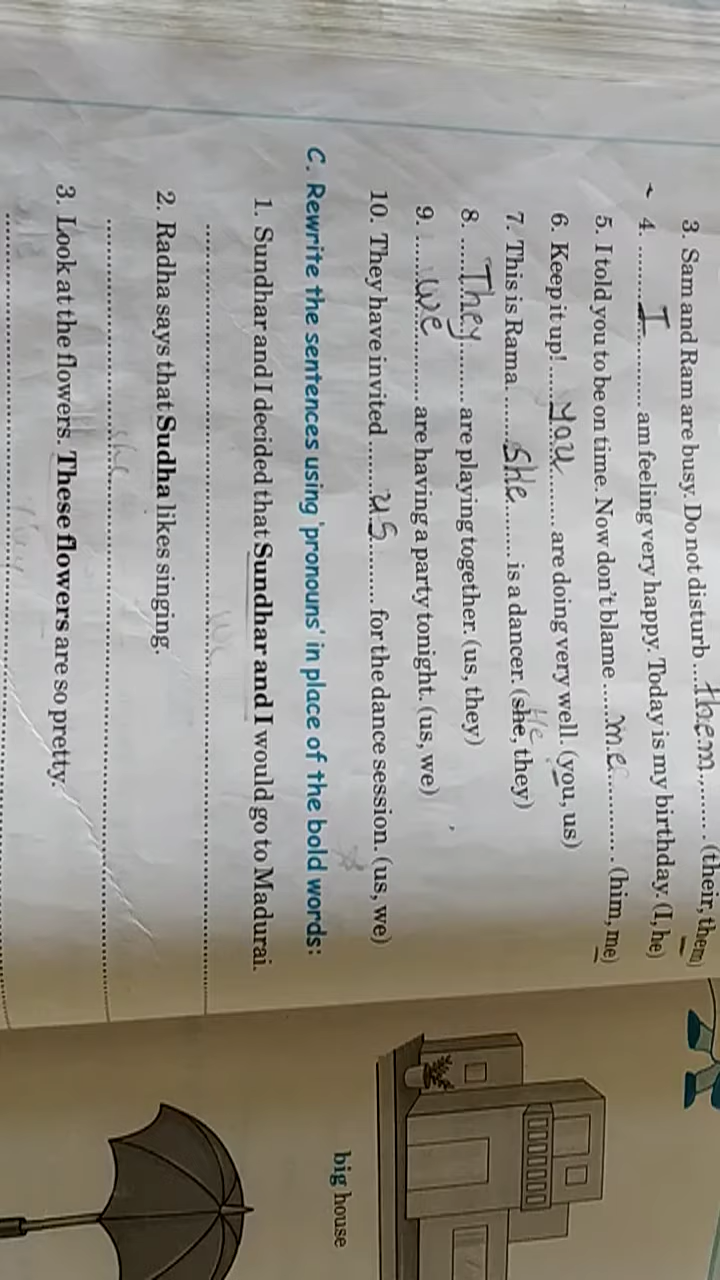 3. Sam and Ram are busy. Do not disturb ... them ........ (their, them)
4. ......... I ........... am feeling very happy. Today is my birthday. (I, he)
5. I told you to be on time. Now don't blame ...... me ............ (him, me)
6. Keep it up! ..... you ......... are doing very well. (you, us)
7. This is Rama ...... She ........ is a dancer. (she, they) He
8. .... They ........ are playing together. (us, they)
9. ...... we ............ are having a party tonight. (us, we)
10. They have invited ....... us .......... for the dance session. (us, we)
C. Rewrite the sentences using 'pronouns' in place of the bold words:
1. Sundhar and I decided that Sundhar and I would go to Madurai.
we
2. Radha says that Sudha likes singing.
she
3. Look at the flowers. These flowers are so pretty.
they
big house